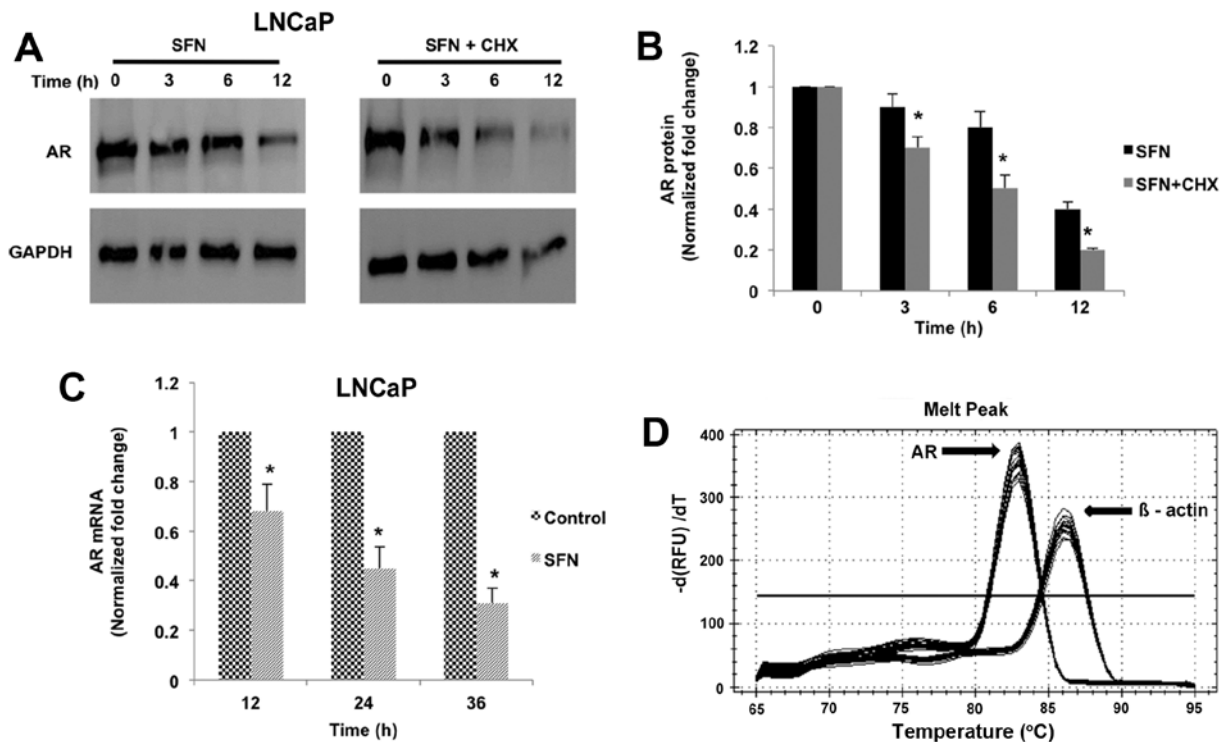 A
LNCaP
SFN
SFN + CHX
Time (h) 0 3 6 12 0 3 6 12
AR
GAPDH
B
AR protein
(Normalized fold change)
1.2
1
0.8
0.6
0.4
0.2
0
0 3 6 12
Time (h)
* * *
SFN
SFN+CHX
C
LNCaP
AR mRNA
(Normalized fold change)
1.2
1
0.8
0.6
0.4
0.2
0
12 24 36
Time (h)
* * *
Control
SFN
D
Melt Peak
-d(RFU) /dT
400
300
200
100
0
65 70 75 80 85 90 95
Temperature (°C)
AR
ß - actin